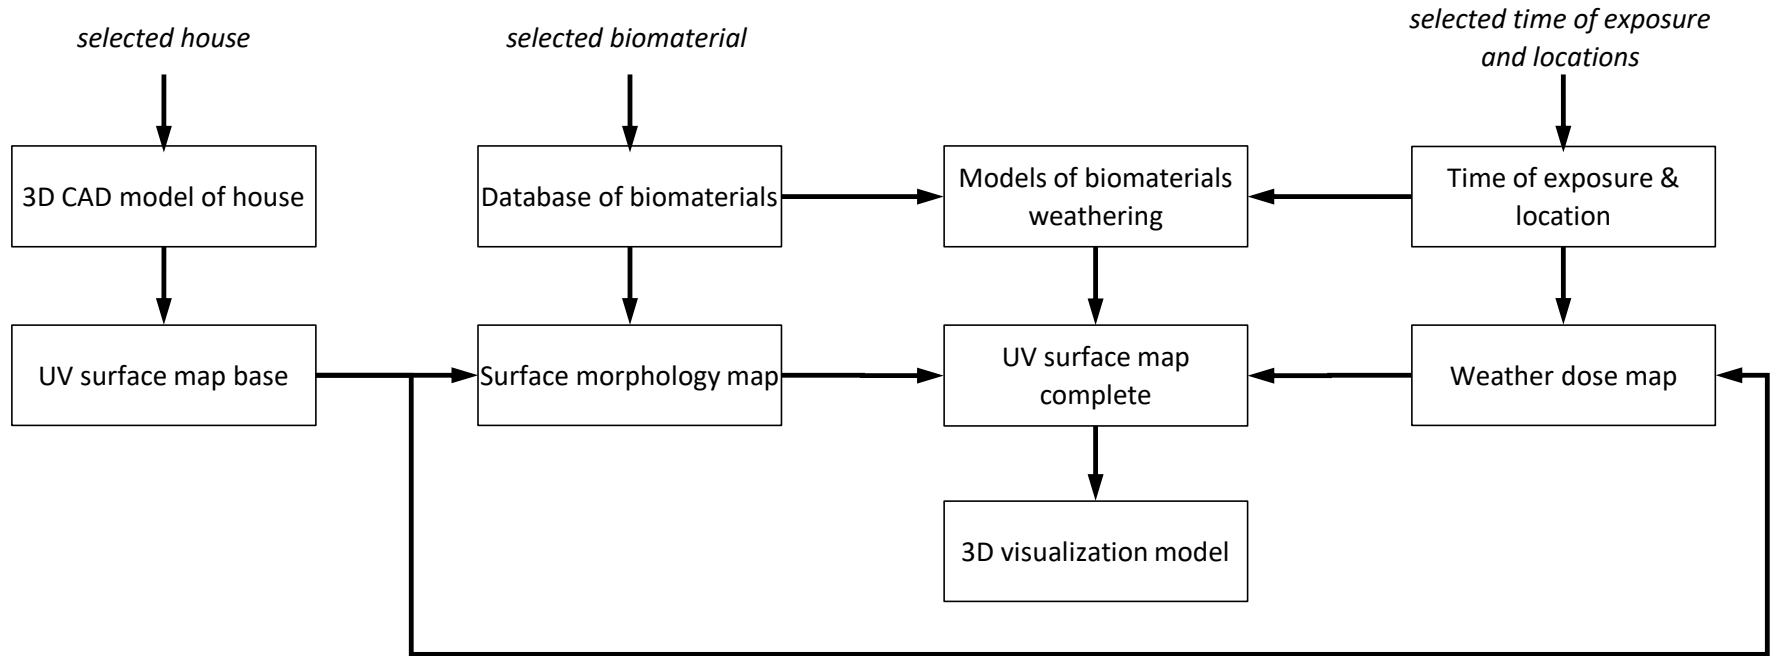 selected house
selected biomaterial
selected time of exposure
and locations
3D CAD model of house
Database of biomaterials
Models of biomaterials
weathering
Time of exposure &
location
UV surface map base
Surface morphology map
UV surface map
complete
Weather dose map
3D visualization model